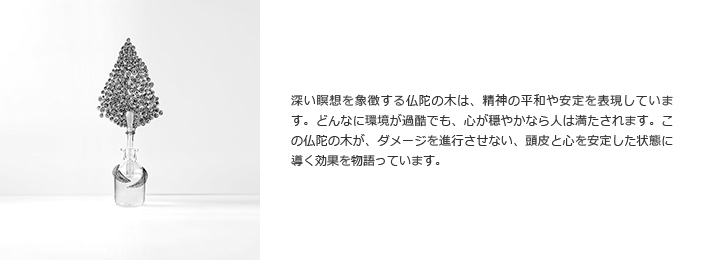 深い瞑想を象徴する仏陀の木は、精神の平和や安定を表現していま
す。どんなに環境が過酷でも、心が穏やかなら人は満たされます。こ
の仏陀の木が、ダメージを進行させない、頭皮と心を安定した状態に
導く効果を物語っています。